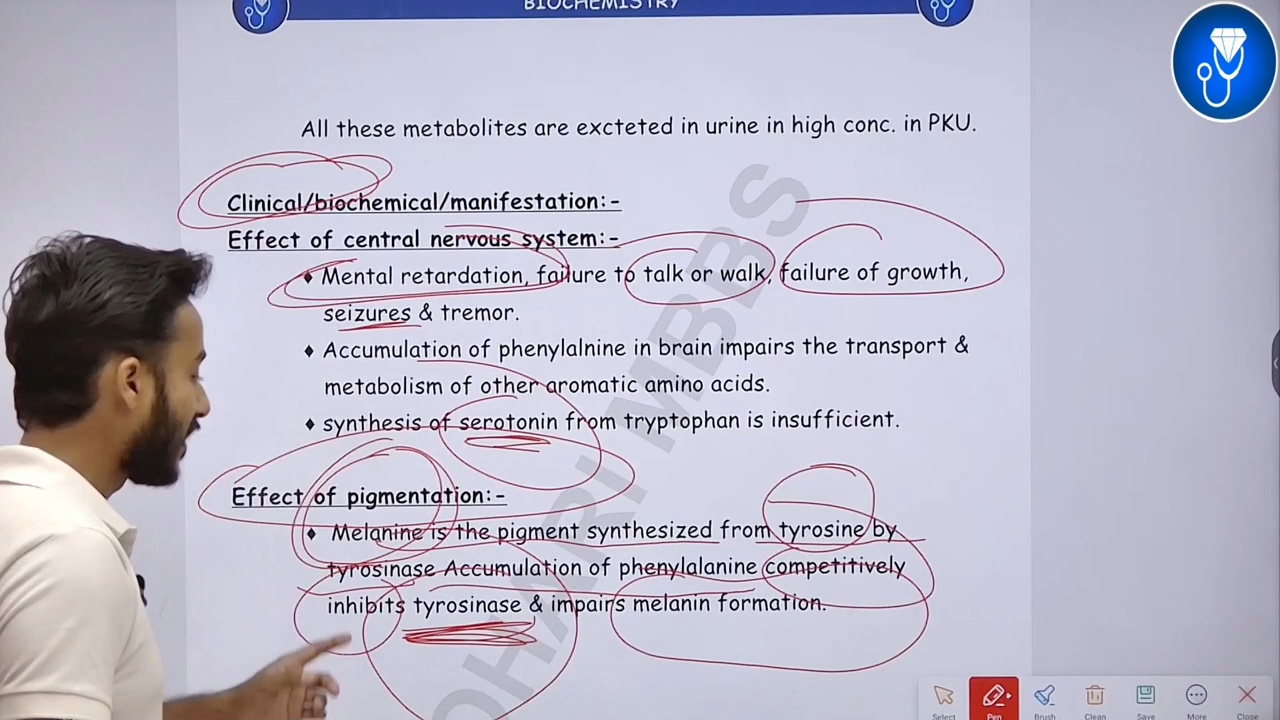 BIOCHEMISTRY
All these metabolites are excteted in urine in high conc. in PKU.
Clinical/biochemical/manifestation:-
Effect of central nervous system:-
♦ Mental retardation, failure to talk or walk, failure of growth,
seizures & tremor.
♦ Accumulation of phenylalnine in brain impairs the transport &
metabolism of other aromatic amino acids.
♦ synthesis of serotonin from tryptophan is insufficient.
Effect of pigmentation:-
♦ Melanine is the pigment synthesized from tyrosine by
tyrosinase Accumulation of phenylalanine competitively
inhibits tyrosinase & impairs melanin formation.
OHARI MBBS
Select Pen Brush Clean Save More Close